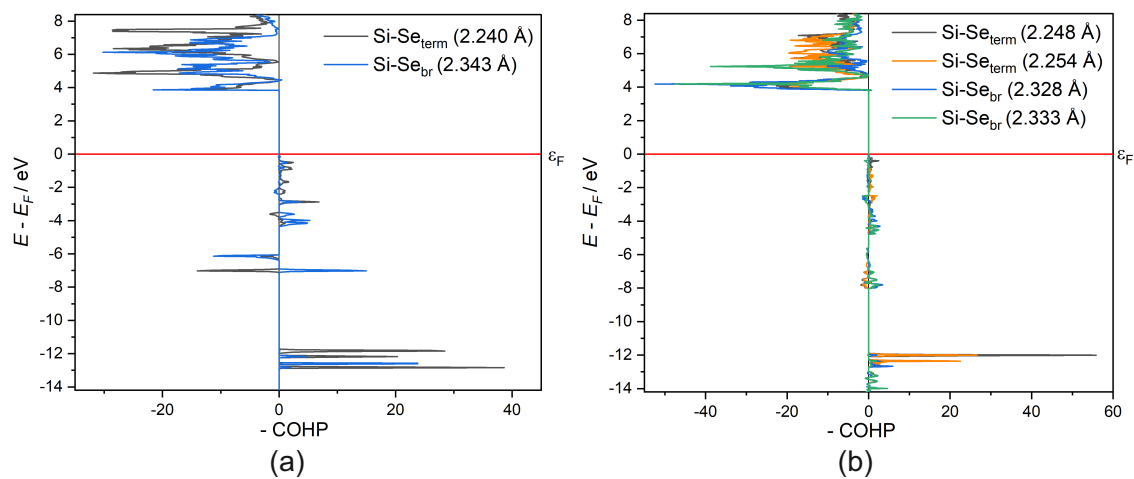 8
6
4
2
0
-2
-4
-6
-8
-10
-12
-14
E - E_F / eV
Si-Se_term (2.240 Å)
Si-Se_br (2.343 Å)
ε_F
-20
0
20
40
- COHP
(a)
8
6
4
2
0
-2
-4
-6
-8
-10
-12
-14
E - E_F / eV
Si-Se_term (2.248 Å)
Si-Se_term (2.254 Å)
Si-Se_br (2.328 Å)
Si-Se_br (2.333 Å)
ε_F
-40
-20
0
20
40
60
- COHP
(b)